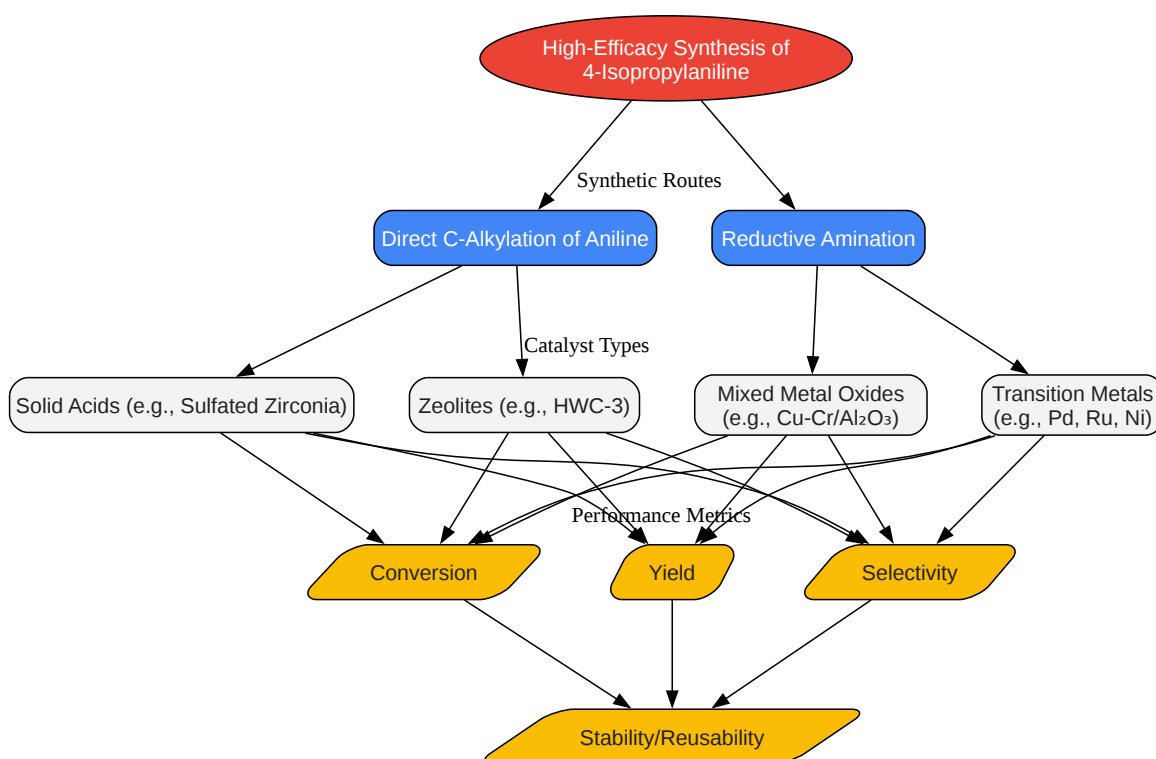 High-Efficacy Synthesis of
4-Isopropylaniline
Synthetic Routes
Direct C-Alkylation of Aniline
Reductive Amination
Catalyst Types
Solid Acids (e.g., Sulfated Zirconia)
Zeolites (e.g., HWC-3)
Mixed Metal Oxides
(e.g., Cu-Cr/Al₂O₃)
Transition Metals
(e.g., Pd, Ru, Ni)
Performance Metrics
Conversion
Yield
Selectivity
Stability/Reusability